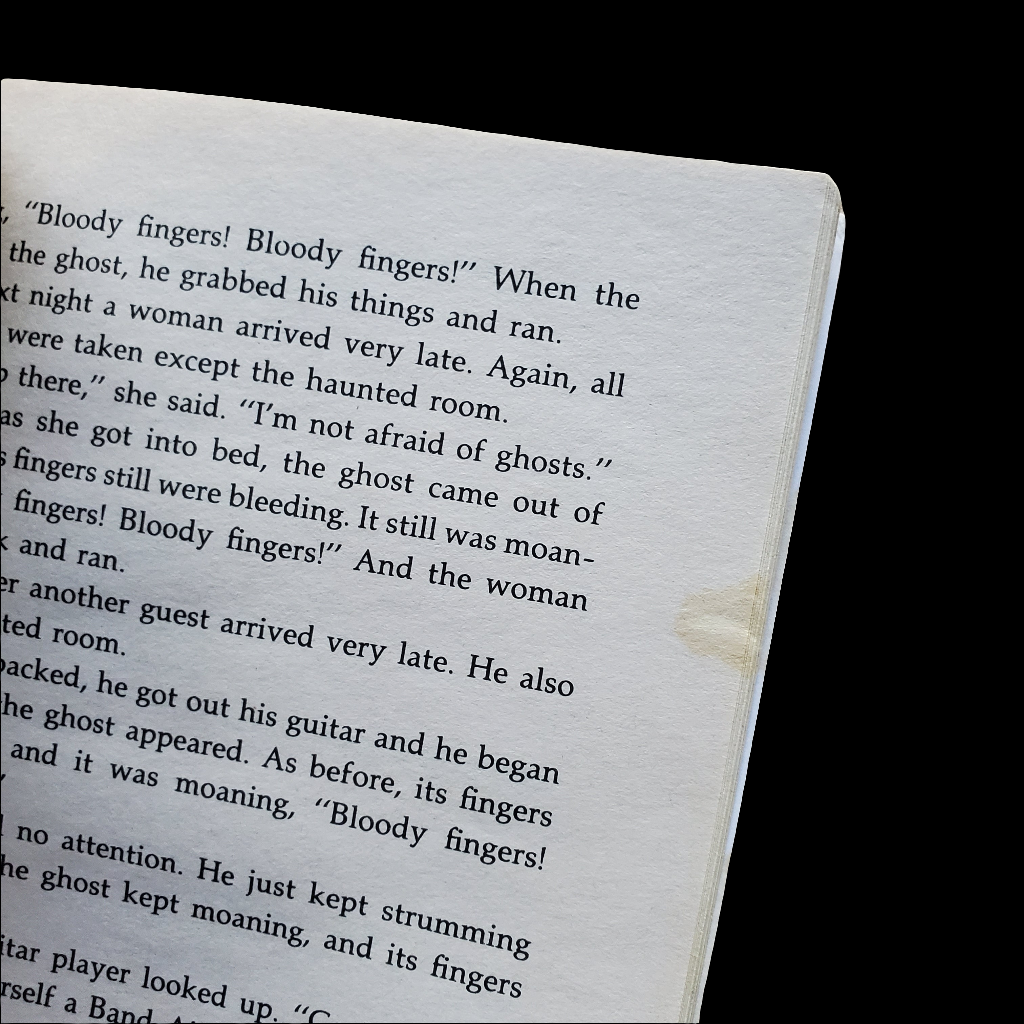 “Bloody fingers! Bloody fingers!” When the
the ghost, he grabbed his things and ran.
night a woman arrived very late. Again, all
were taken except the haunted room.
there,” she said. “I’m not afraid of ghosts.”
as she got into bed, the ghost came out of
fingers still were bleeding. It still was moan-
fingers! Bloody fingers!” And the woman
and ran.
another guest arrived very late. He also
room.
he got out his guitar and he began
ghost appeared. As before, its fingers
and it was moaning, “Bloody fingers!
no attention. He just kept strumming
ghost kept moaning, and its fingers
player looked up.
a Band